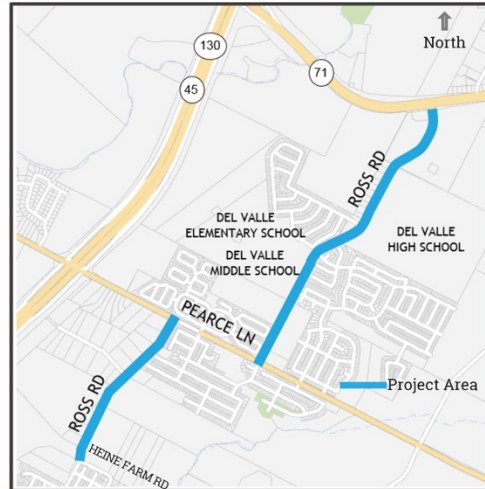 North
130
45
71
ROSS RD
DEL VALLE
ELEMENTARY SCHOOL
DEL VALLE
HIGH SCHOOL
DEL VALLE
MIDDLE SCHOOL
PEARCE LN
Project Area
ROSS RD
HEINE FARM RD